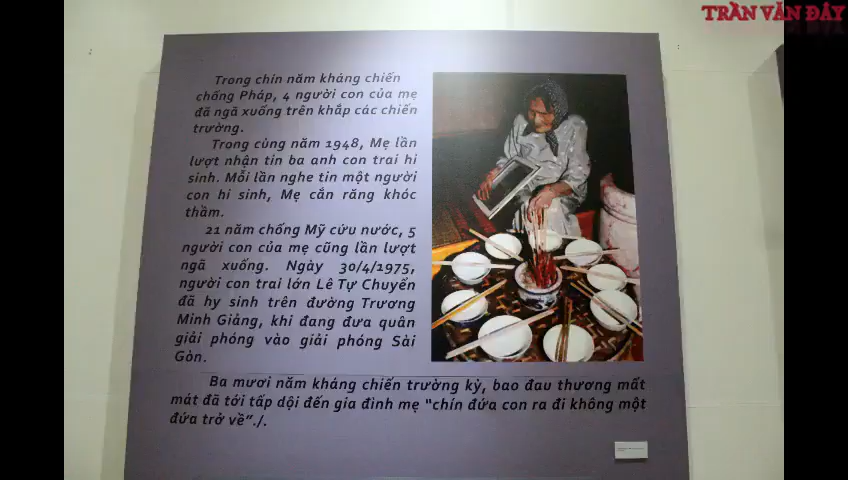 TRẦN VĂN ĐÂY
Trong chín năm kháng chiến
chống Pháp, 4 người con của mẹ
đã ngã xuống trên khắp các chiến
trường.
Trong cùng năm 1948, Mẹ lần
lượt nhận tin ba anh con trai hi
sinh. Mỗi lần nghe tin một người
con hi sinh, Mẹ cắn răng khóc
thầm.
21 năm chống Mỹ cứu nước, 5
người con của mẹ cũng lần lượt
ngã xuống. Ngày 30/4/1975,
người con trai lớn Lê Tự Chuyển
đã hy sinh trên đường Trương
Minh Giảng, khi đang đưa quân
giải phóng vào giải phóng Sài
Gòn.
Ba mươi năm kháng chiến trường kỳ, bao đau thương mất
mát đã tới tấp dội đến gia đình mẹ "chín đứa con ra đi không một
đứa trở về"./.